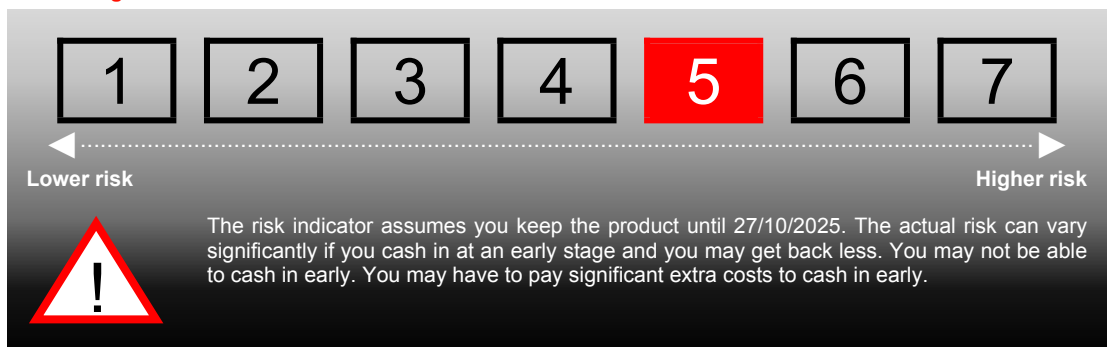 1 2 3 4 5 6 7
Lower risk Higher risk
The risk indicator assumes you keep the product until 27/10/2025. The actual risk can vary
significantly if you cash in at an early stage and you may get back less. You may not be able
to cash in early. You may have to pay significant extra costs to cash in early.
!